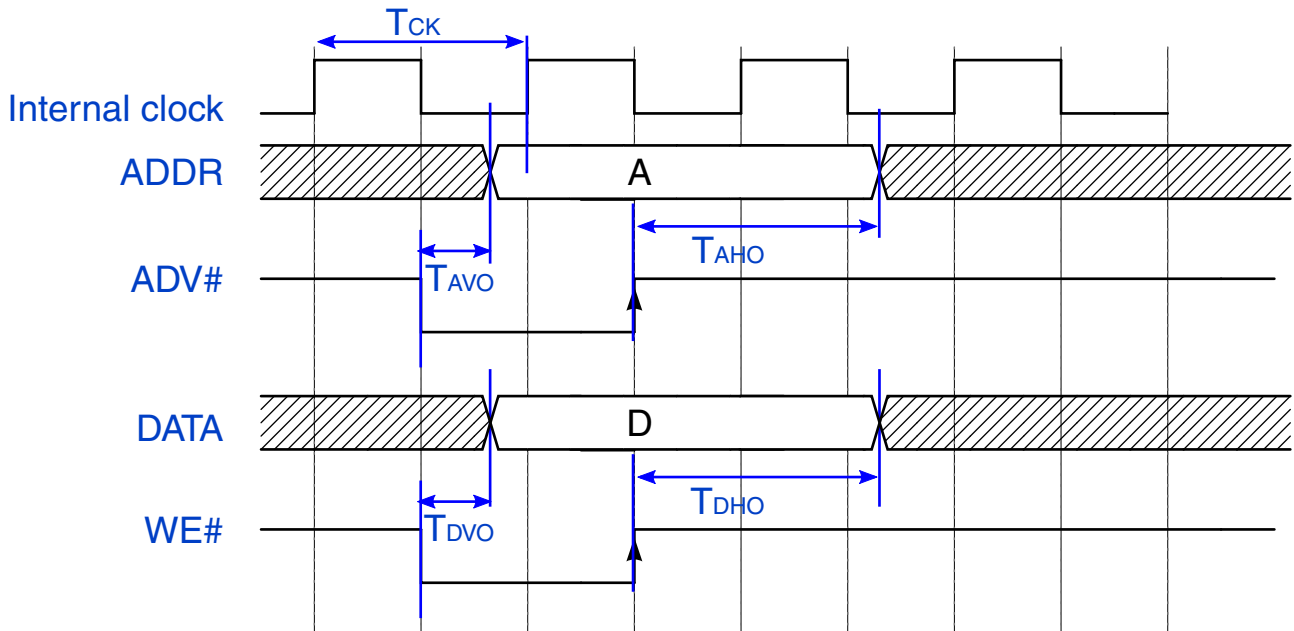 TCK
Internal clock
ADDR
A
TAHO
TAVO
ADV#
DATA
D
TDHO
TDVO
WE#